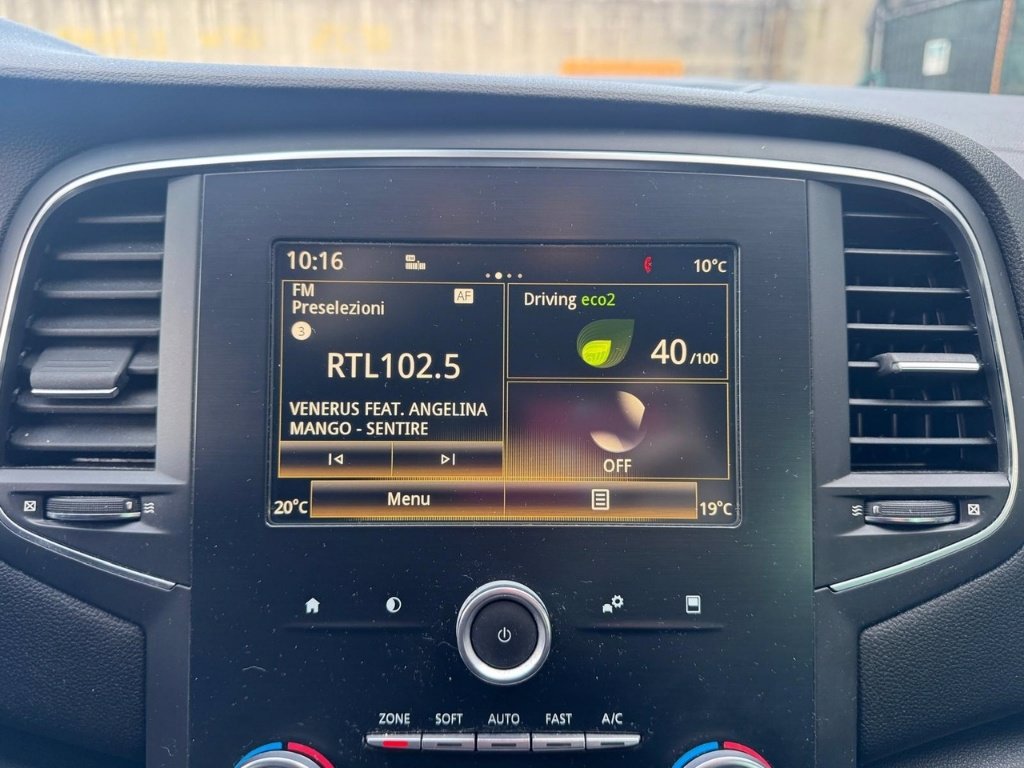 10:16
10°C
FM
Preselezioni
AF
3
RTL102.5
VENERUS FEAT. ANGELINA
MANGO - SENTIRE
Driving eco2
40/100
OFF
20°C
Menu
19°C
ZONE SOFT AUTO FAST A/C